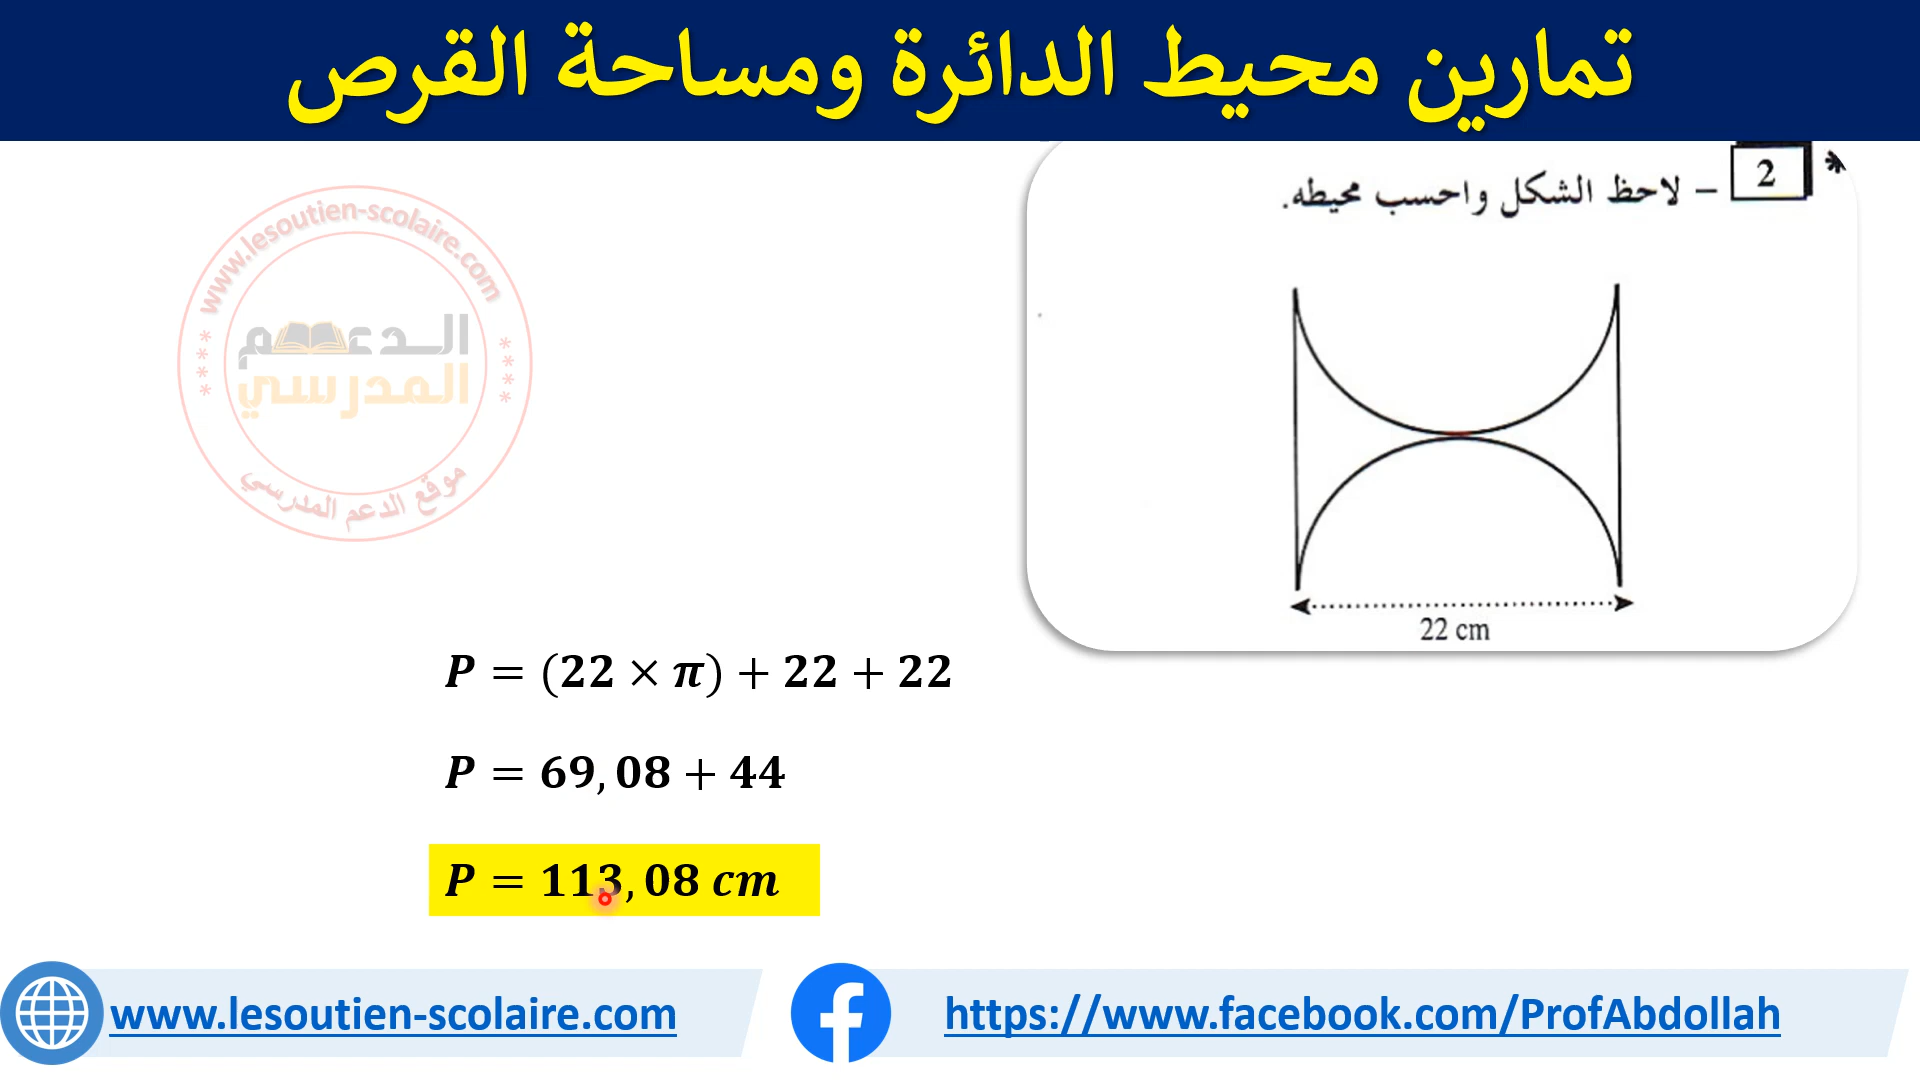 تمارين محيط الدائرة ومساحة القرص
* 2 – لاحظ الشكل واحسب محيطه.
22 cm
www.lesoutien-scolaire.com
الـدعـم
المدرسي
موقع الدعم المدرسي
**** ****
P = (22 × π) + 22 + 22
P = 69,08 + 44
P = 113,08 cm
www.lesoutien-scolaire.com
https://www.facebook.com/ProfAbdollah